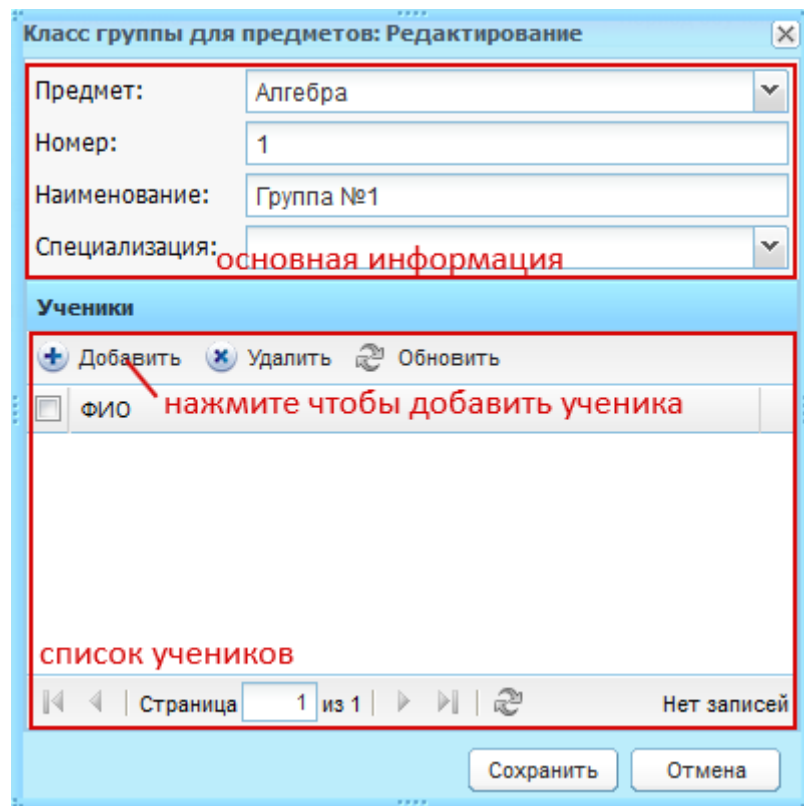 Класс группы для предметов: Редактирование
Предмет: Алгебра
Номер: 1
Наименование: Группа №1
Специализация:
основная информация
Ученики
Добавить Удалить Обновить
нажмите чтобы добавить ученика
ФИО
список учеников
Страница 1 из 1 Нет записей
Сохранить Отмена